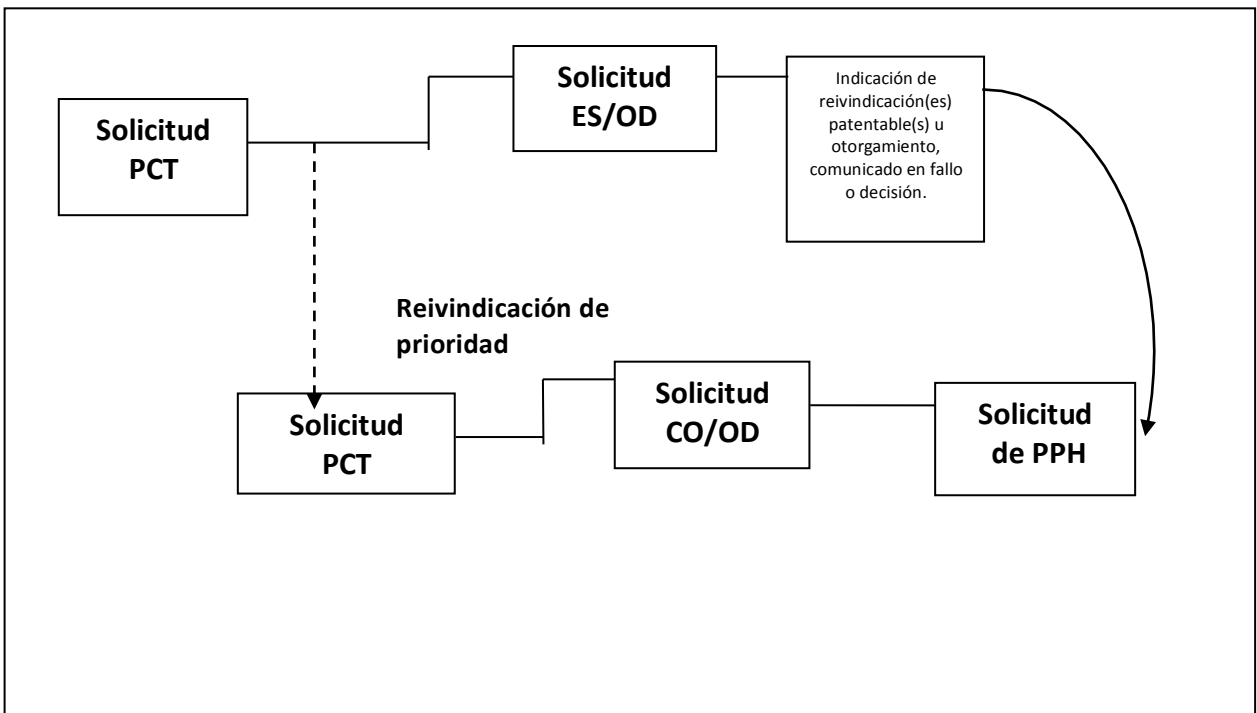 Solicitud
PCT
Solicitud
ES/OD
Indicación de
reivindicación(es)
patentable(s) u
otorgamiento,
comunicado en fallo
o decisión.
Reivindicación de
prioridad
Solicitud
PCT
Solicitud
CO/OD
Solicitud
de PPH